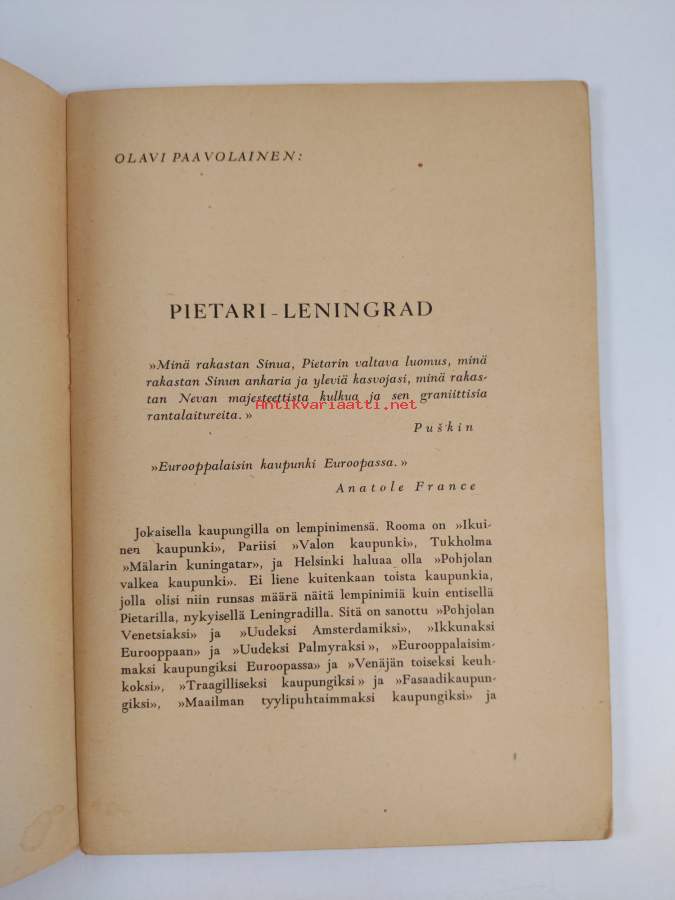 OLAVI PAAVOLAINEN:
PIETARI - LENINGRAD
»Minä rakastan Sinua, Pietarin valtava luomus, minä
rakastan Sinun ankaria ja yleviä kasvojasi, minä rakas-
tan Nevan majesteettista kulkua ja sen graniittisia
rantalaitureita.»
Antikvariaatti.net
Puškin
»Eurooppalaisin kaupunki Euroopassa.»
Anatole France
Jokaisella kaupungilla on lempinimensä. Rooma on »Ikui-
nen kaupunki», Pariisi »Valon kaupunki», Tukholma
»Mälarin kuningatar», ja Helsinki haluaa olla »Pohjolan
valkea kaupunki». Ei liene kuitenkaan toista kaupunkia,
jolla olisi niin runsas määrä näitä lempinimiä kuin entisellä
Pietarilla, nykyisellä Leningradilla. Sitä on sanottu »Pohjolan
Venetsiaksi» ja »Uudeksi Amsterdamiksi», »Ikkunaksi
Eurooppaan» ja »Uudeksi Palmyraksi», »Eurooppalaisim-
maksi kaupungiksi Euroopassa» ja »Venäjän toiseksi keuh-
koksi», »Traagilliseksi kaupungiksi» ja »Fasaadikaupun-
giksi», »Maailman tyylipuhtaimmaksi kaupungiksi» ja